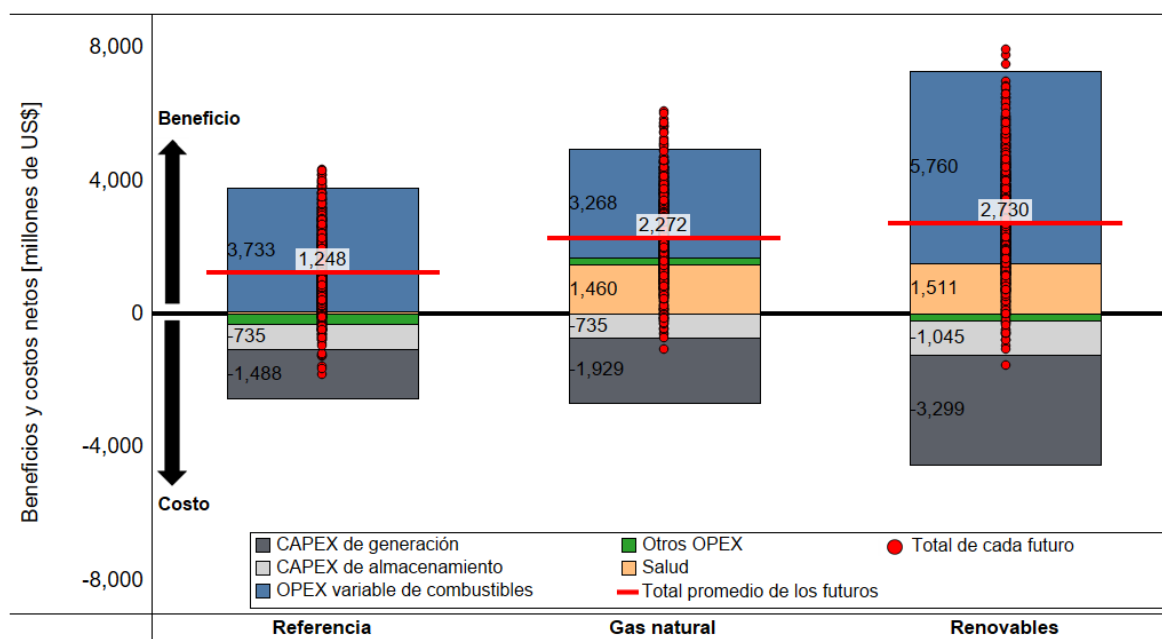 Beneficios y costos netos [millones de US$]
8,000
4,000
0
-4,000
-8,000
Beneficio
Costo
3,733
1,248
-735
-1,488
3,268
2,272
1,460
-735
-1,929
5,760
2,730
1,511
-1,045
-3,299
CAPEX de generación
CAPEX de almacenamiento
OPEX variable de combustibles
Otros OPEX
Salud
Total promedio de los futuros
Total de cada futuro
Referencia
Gas natural
Renovables